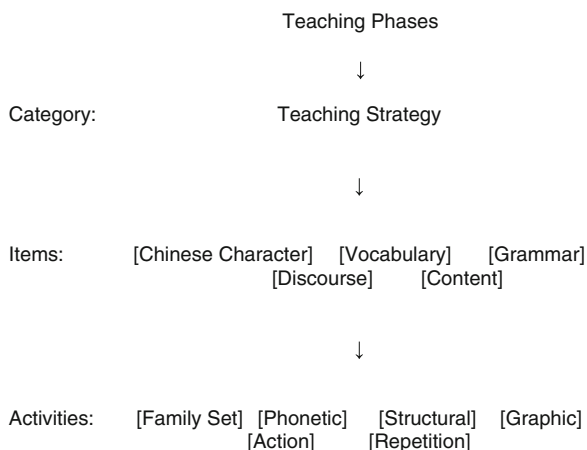 Teaching Phases
↓
Category: Teaching Strategy
↓
Items: [Chinese Character] [Vocabulary] [Grammar]
[Discourse] [Content]
↓
Activities: [Family Set] [Phonetic] [Structural] [Graphic]
[Action] [Repetition]